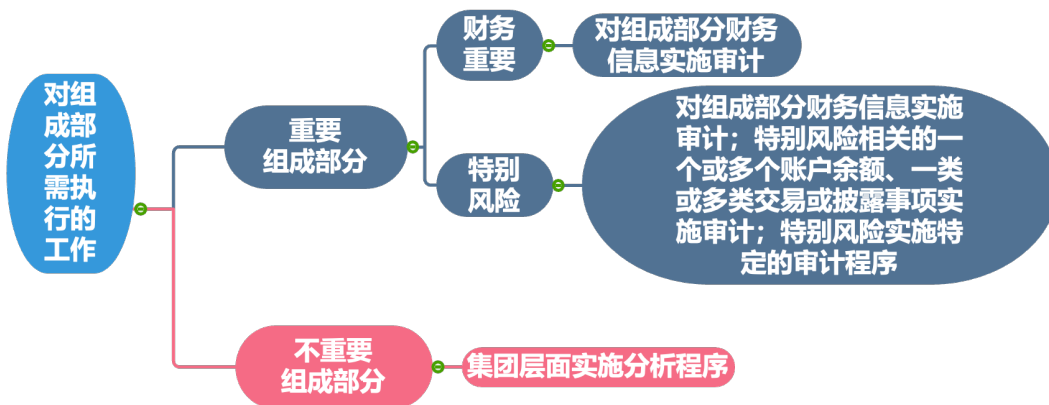 对组
成部
分所
需执
行的
工作
重要
组成部分
财务
重要
对组成部分财务
信息实施审计
特别
风险
对组成部分财务信息实施
审计；特别风险相关的一
个或多个账户余额、一类
或多类交易或披露事项实
施审计；特别风险实施特
定的审计程序
不重要
组成部分
集团层面实施分析程序